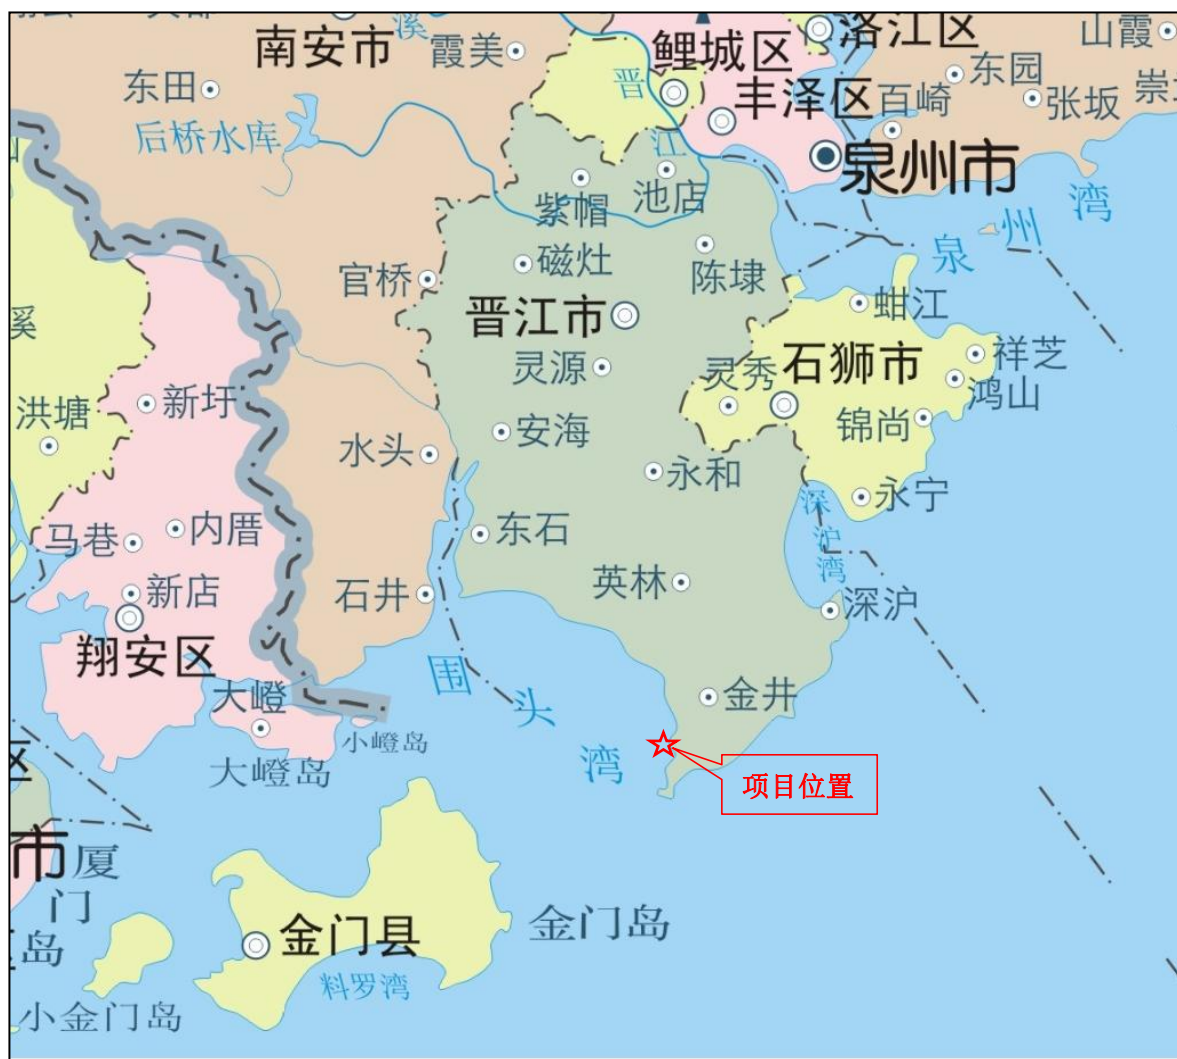 南安市
溪
霞美
鲤城区
洛江区
山霞
东田
晋
丰泽区
百崎
东园
张坂
崇
后桥水库
江
泉州市
紫帽
池店
湾
州
泉
官桥
磁灶
陈埭
晋江市
蚶江
溪
灵源
灵秀
石狮市
祥芝
鸿山
洪塘
新圩
水头
安海
永和
锦尚
永宁
深
沪
湾
马巷
内厝
东石
新店
石井
英林
深沪
翔安区
围
头
湾
大嶝
小嶝岛
大嶝岛
金井
项目位置
区
市
厦
门
岛
金门县
金门岛
料罗湾
小金门岛